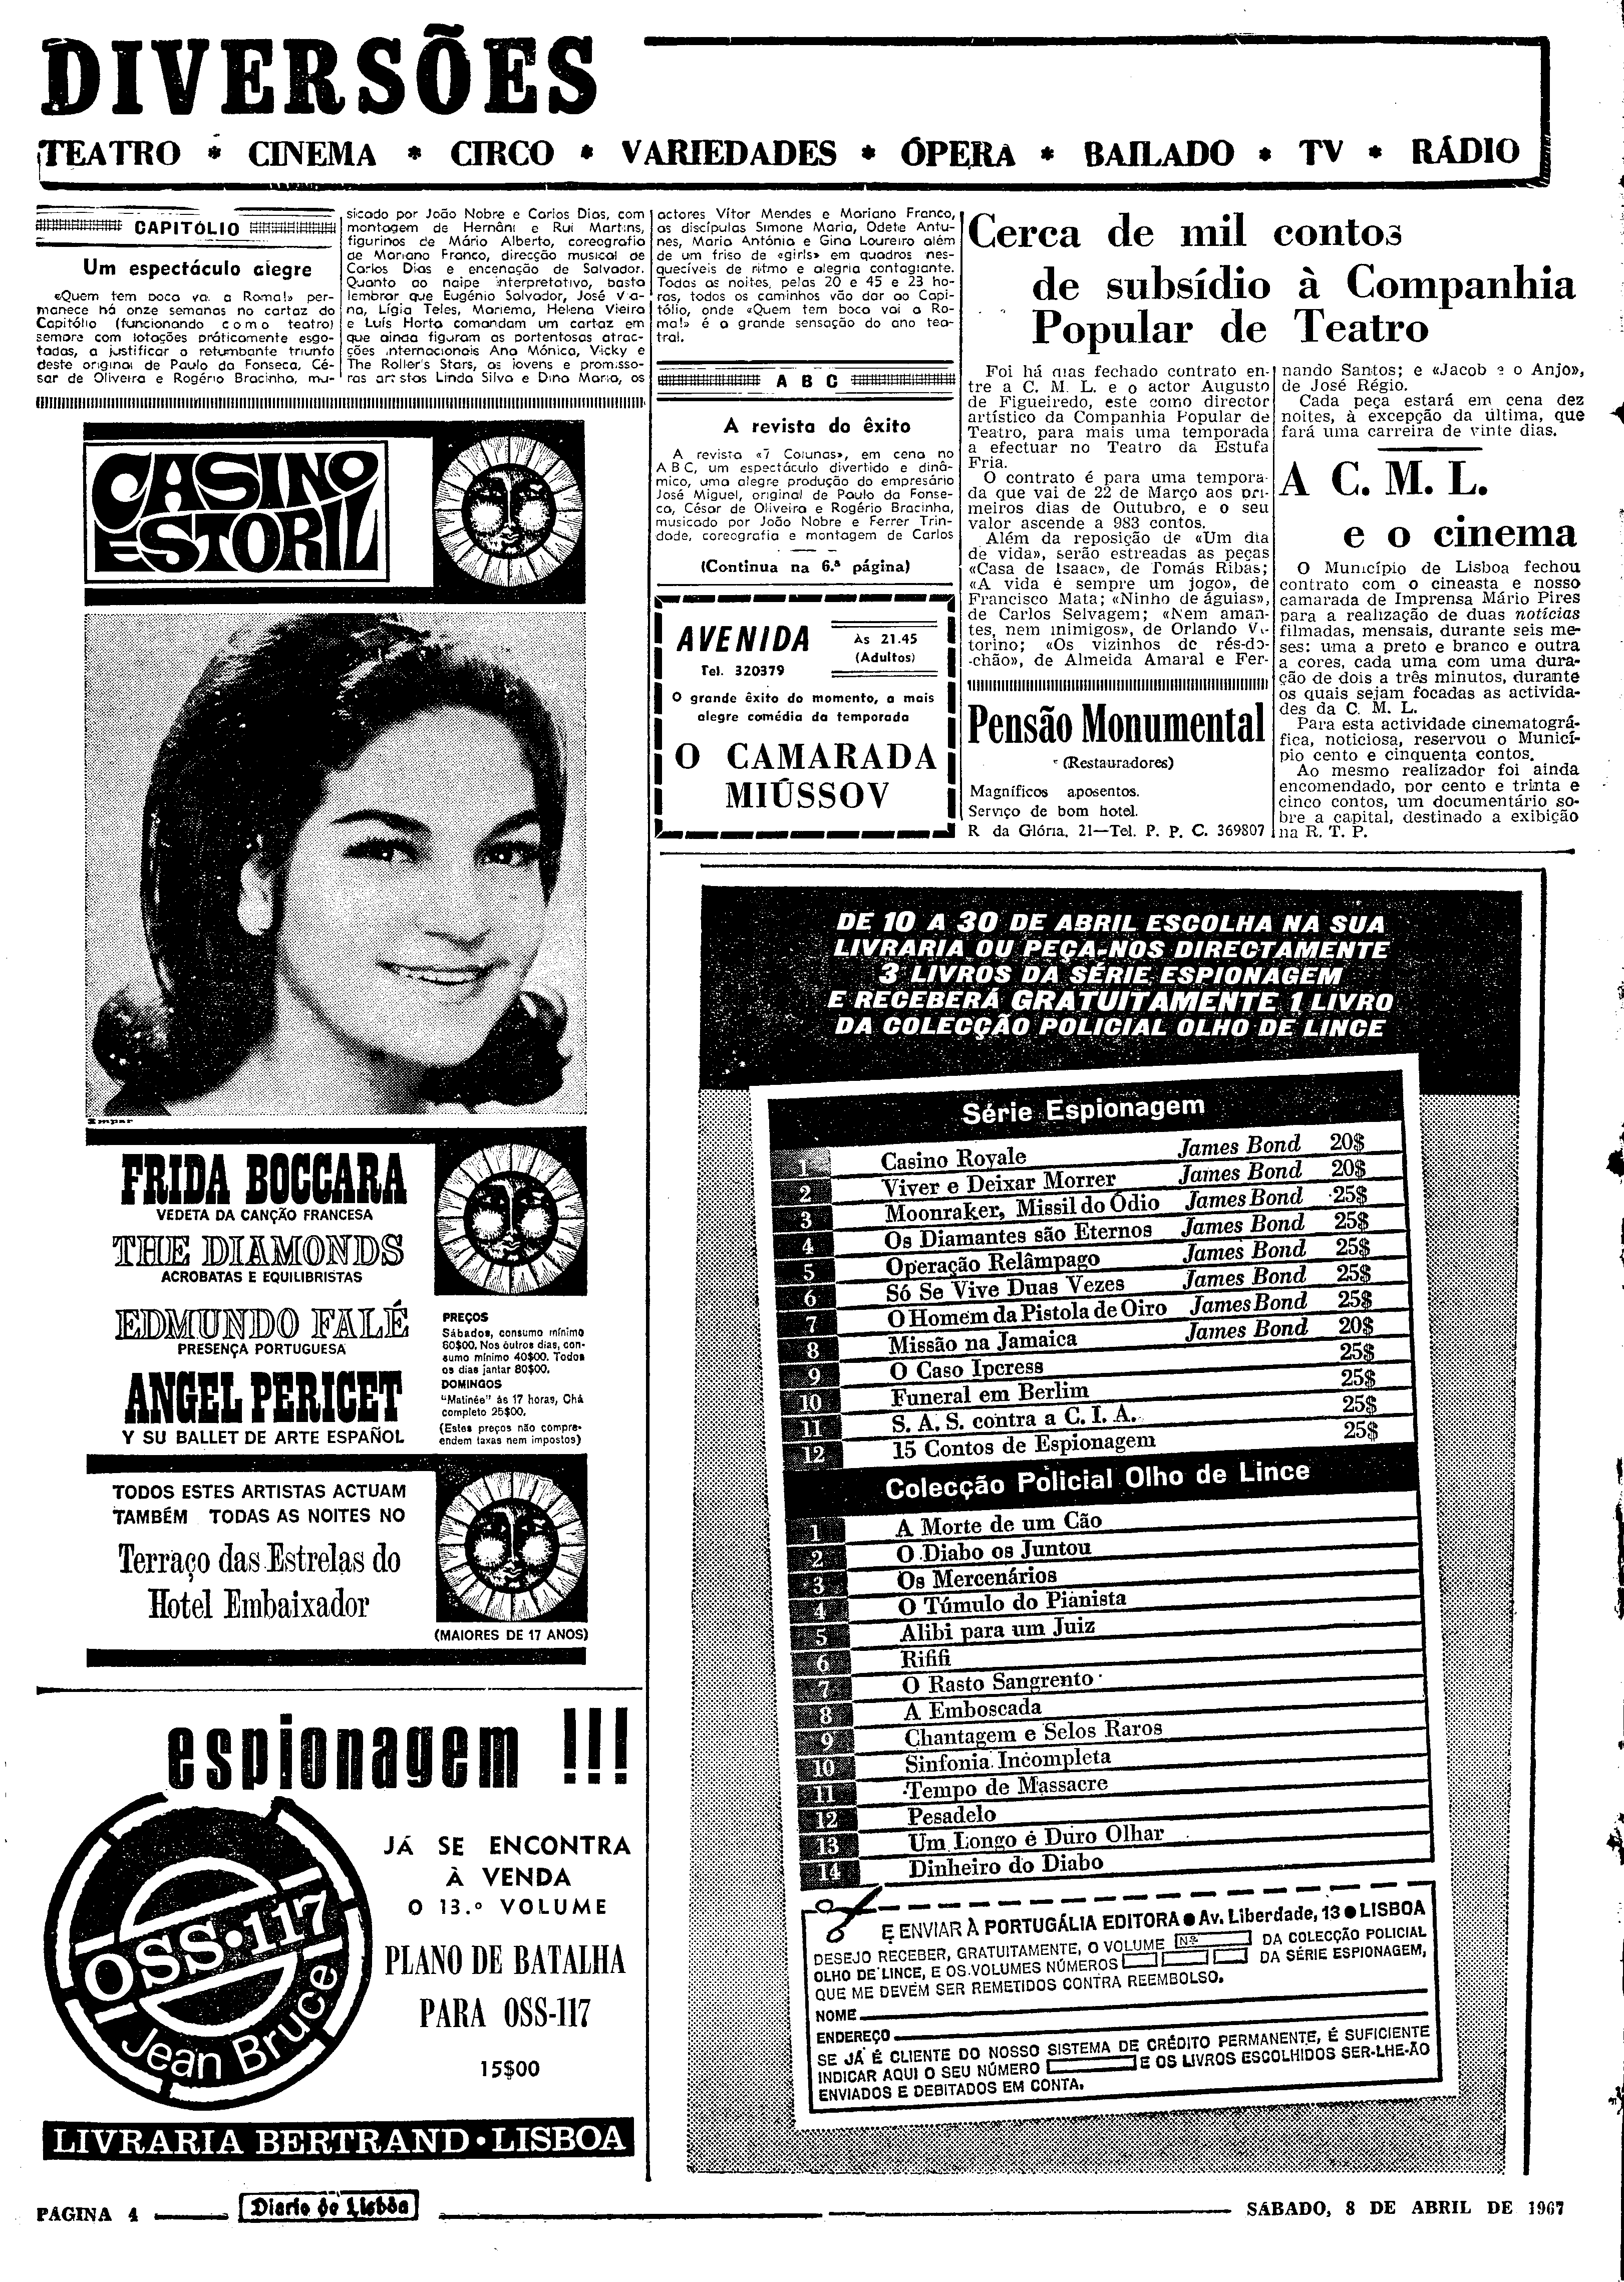 DIVERSÕES
TEATRO * CINEMA * CIRCO * VARIEDADES * ÓPERA * BAILADO * TV * RÁDIO
CAPITÓLIO
Um espectáculo alegre
«Quem tem boca vai a Roma!» per-
manece há onze semanas no cartaz do
Capitólio (funcionando como teatro)
sempre com lotações pràticamente esgo-
tadas, a justificar o retumbante triunfo
deste original de Paulo da Fonseca, Cé-
sar de Oliveira e Rogério Bracinha, mu-
sicado por João Nobre e Carlos Dias, com
montagem de Hernâni e Rui Martins,
figurinos de Mário Alberto, coreografia
de Mariano Franco, direcção musical de
Carlos Dias e encenação de Salvador.
Quanto ao naipe interpretativo, basta
lembrar que Eugénio Salvador, José Via-
na, Lígia Teles, Mariema, Helena Vieira
e Luís Horta comandam um cartaz em
que ainda figuram as portentosas atrac-
ções internacionais Ana Mónica, Vicky e
The Roller's Stars, os jovens e promisso-
ras artistas Linda Silva e Dina Maria, os
actores Vítor Mendes e Mariano Franco,
as discípulas Simone Maria, Odete Antu-
nes, Maria Antónia e Gina Loureiro além
de um friso de «girls» em quadros nes-
quecíveis de ritmo e alegria contagiante.
Todas as noites, pelas 20 e 45 e 23 ho-
ras, todos os caminhos vão dar ao Capi-
tólio, onde «Quem tem boca vai a Ro-
ma!» é a grande sensação do ano tea-
tral.
A B C
A revista do êxito
A revista «7 Colunas», em cena no
A B C, um espectáculo divertido e dinâ-
mico, uma alegre produção do empresário
José Miguel, original de Paulo da Fonse-
ca, César de Oliveira e Rogério Bracinha,
musicado por João Nobre e Ferrer Trin-
dade, coreografia e montagem de Carlos
(Continua na 6.ª página)
AVENIDA
Tel. 320379
Às 21.45
(Adultos)
O grande êxito do momento, a mais
alegre comédia da temporada
O CAMARADA
MIÚSSOV
Cerca de mil contos
de subsídio à Companhia
Popular de Teatro
Foi há dias fechado contrato en-
tre a C. M. L. e o actor Augusto
de Figueiredo, este como director
artístico da Companhia Popular de
Teatro, para mais uma temporada
a efectuar no Teatro da Estufa
Fria.
O contrato é para uma tempora-
da que vai de 22 de Março aos pri-
meiros dias de Outubro, e o seu
valor ascende a 983 contos.
Além da reposição de «Um dia
de vida», serão estreadas as peças
«Casa de Isaac», de Tomás Ribas;
«A vida é sempre um jogo», de
Francisco Mata; «Ninho de águias»,
de Carlos Selvagem; «Nem aman-
tes, nem inimigos», de Orlando Vi-
torino; «Os vizinhos do rés-do-
-chão», de Almeida Amaral e Fer-
nando Santos; e «Jacob e o Anjo»,
de José Régio.
Cada peça estará em cena dez
noites, à excepção da última, que
fará uma carreira de vinte dias.
Pensão Monumental
(Restauradores)
Magníficos aposentos.
Serviço de bom hotel.
R da Glória, 21—Tel. P. P. C. 369807
A C. M. L.
e o cinema
O Município de Lisboa fechou
contrato com o cineasta e nosso
camarada de Imprensa Mário Pires
para a realização de duas notícias
filmadas, mensais, durante seis me-
ses: uma a preto e branco e outra
a cores, cada uma com uma dura-
ção de dois a três minutos, durante
os quais sejam focadas as activida-
des da C. M. L.
Para esta actividade cinematográ-
fica, noticiosa, reservou o Municí-
pio cento e cinquenta contos.
Ao mesmo realizador foi ainda
encomendado, por cento e trinta e
cinco contos, um documentário so-
bre a capital, destinado a exibição
na R. T. P.
CASINO
ESTORIL
FRIDA BOCCARA
VEDETA DA CANÇÃO FRANCESA
THE DIAMONDS
ACROBATAS E EQUILIBRISTAS
EDMUNDO FALÉ
PRESENÇA PORTUGUESA
ANGEL PERICET
Y SU BALLET DE ARTE ESPAÑOL
PREÇOS
Sábados, consumo mínimo
60$00. Nos outros dias, con-
sumo mínimo 40$00. Todos
os dias jantar 80$00.
DOMINGOS
"Matinée" às 17 horas, Chá
completo 25$00.
(Estes preços não compre-
endem taxas nem impostos)
TODOS ESTES ARTISTAS ACTUAM
TAMBÉM TODAS AS NOITES NO
Terraço das Estrelas do
Hotel Embaixador
(MAIORES DE 17 ANOS)
espionagem !!!
OSS-117
Jean Bruce
JÁ SE ENCONTRA
À VENDA
O 13.º VOLUME
PLANO DE BATALHA
PARA OSS-117
15$00
LIVRARIA BERTRAND • LISBOA
DE 10 A 30 DE ABRIL ESCOLHA NA SUA
LIVRARIA OU PEÇA-NOS DIRECTAMENTE
3 LIVROS DA SÉRIE ESPIONAGEM
E RECEBERÁ GRATUITAMENTE 1 LIVRO
DA COLECÇÃO POLICIAL OLHO DE LINCE
Série Espionagem
1 Casino Royale James Bond 20$
2 Viver e Deixar Morrer James Bond 20$
3 Moonraker, Missil do Ódio James Bond 25$
4 Os Diamantes são Eternos James Bond 25$
5 Operação Relâmpago James Bond 25$
6 Só Se Vive Duas Vezes James Bond 25$
7 O Homem da Pistola de Oiro James Bond 25$
8 Missão na Jamaica James Bond 20$
9 O Caso Ipcress 25$
10 Funeral em Berlim 25$
11 S. A. S. contra a C. I. A. 25$
12 15 Contos de Espionagem 25$
Colecção Policial Olho de Lince
1 A Morte de um Cão
2 O Diabo os Juntou
3 Os Mercenários
4 O Túmulo do Pianista
5 Alibi para um Juiz
6 Rififi
7 O Rasto Sangrento
8 A Emboscada
9 Chantagem e Selos Raros
10 Sinfonia Incompleta
11 Tempo de Massacre
12 Pesadelo
13 Um Longo e Duro Olhar
14 Dinheiro do Diabo
E ENVIAR À PORTUGÁLIA EDITORA • Av. Liberdade, 13 • LISBOA
DESEJO RECEBER, GRATUITAMENTE, O VOLUME Nº DA COLECÇÃO POLICIAL
OLHO DE LINCE, E OS VOLUMES NÚMEROS DA SÉRIE ESPIONAGEM,
QUE ME DEVEM SER REMETIDOS CONTRA REEMBOLSO.
NOME
ENDEREÇO
SE JÁ É CLIENTE DO NOSSO SISTEMA DE CRÉDITO PERMANENTE, É SUFICIENTE
INDICAR AQUI O SEU NÚMERO E OS LIVROS ESCOLHIDOS SER-LHE-ÃO
ENVIADOS E DEBITADOS EM CONTA.
PÁGINA 4
Diario de Lisbôa
SÁBADO, 8 DE ABRIL DE 1967